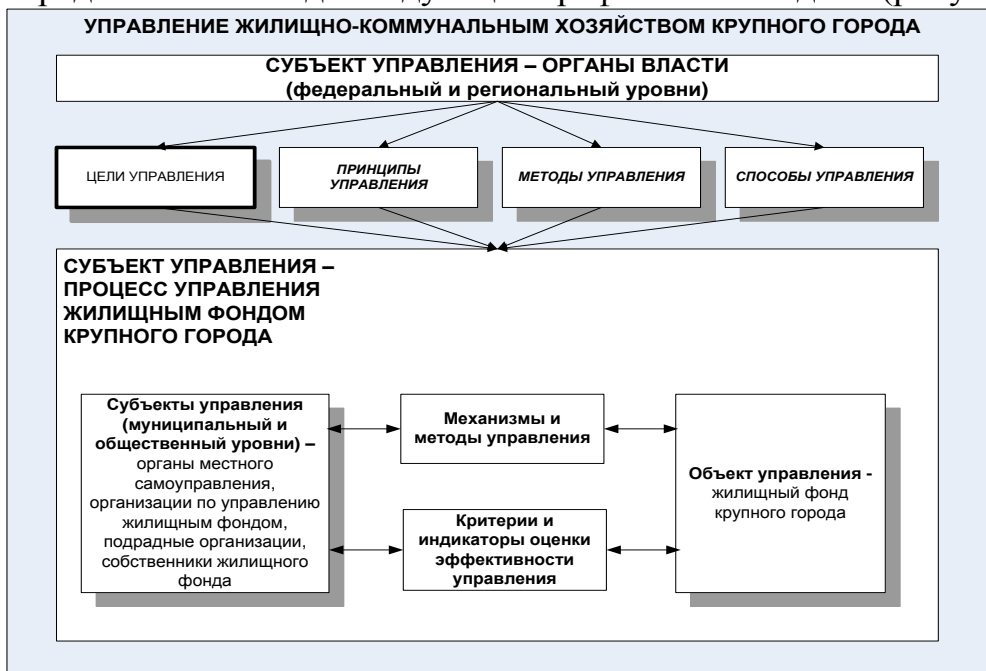 УПРАВЛЕНИЕ ЖИЛИЩНО-КОММУНАЛЬНЫМ ХОЗЯЙСТВОМ КРУПНОГО ГОРОДА
СУБЪЕКТ УПРАВЛЕНИЯ – ОРГАНЫ ВЛАСТИ
(федеральный и региональный уровни)
ЦЕЛИ УПРАВЛЕНИЯ
ПРИНЦИПЫ
УПРАВЛЕНИЯ
МЕТОДЫ УПРАВЛЕНИЯ
СПОСОБЫ УПРАВЛЕНИЯ
СУБЪЕКТ УПРАВЛЕНИЯ –
ПРОЦЕСС УПРАВЛЕНИЯ
ЖИЛИЩНЫМ ФОНДОМ
КРУПНОГО ГОРОДА
Субъекты управления
(муниципальный и
общественный уровни) –
органы местного
самоуправления,
организации по управлению
жилищным фондом,
подрадные организации,
собственники жилищного
фонда
Механизмы и
методы управления
Критерии и
индикаторы оценки
эффективности
управления
Объект управления -
жилищный фонд
крупного города